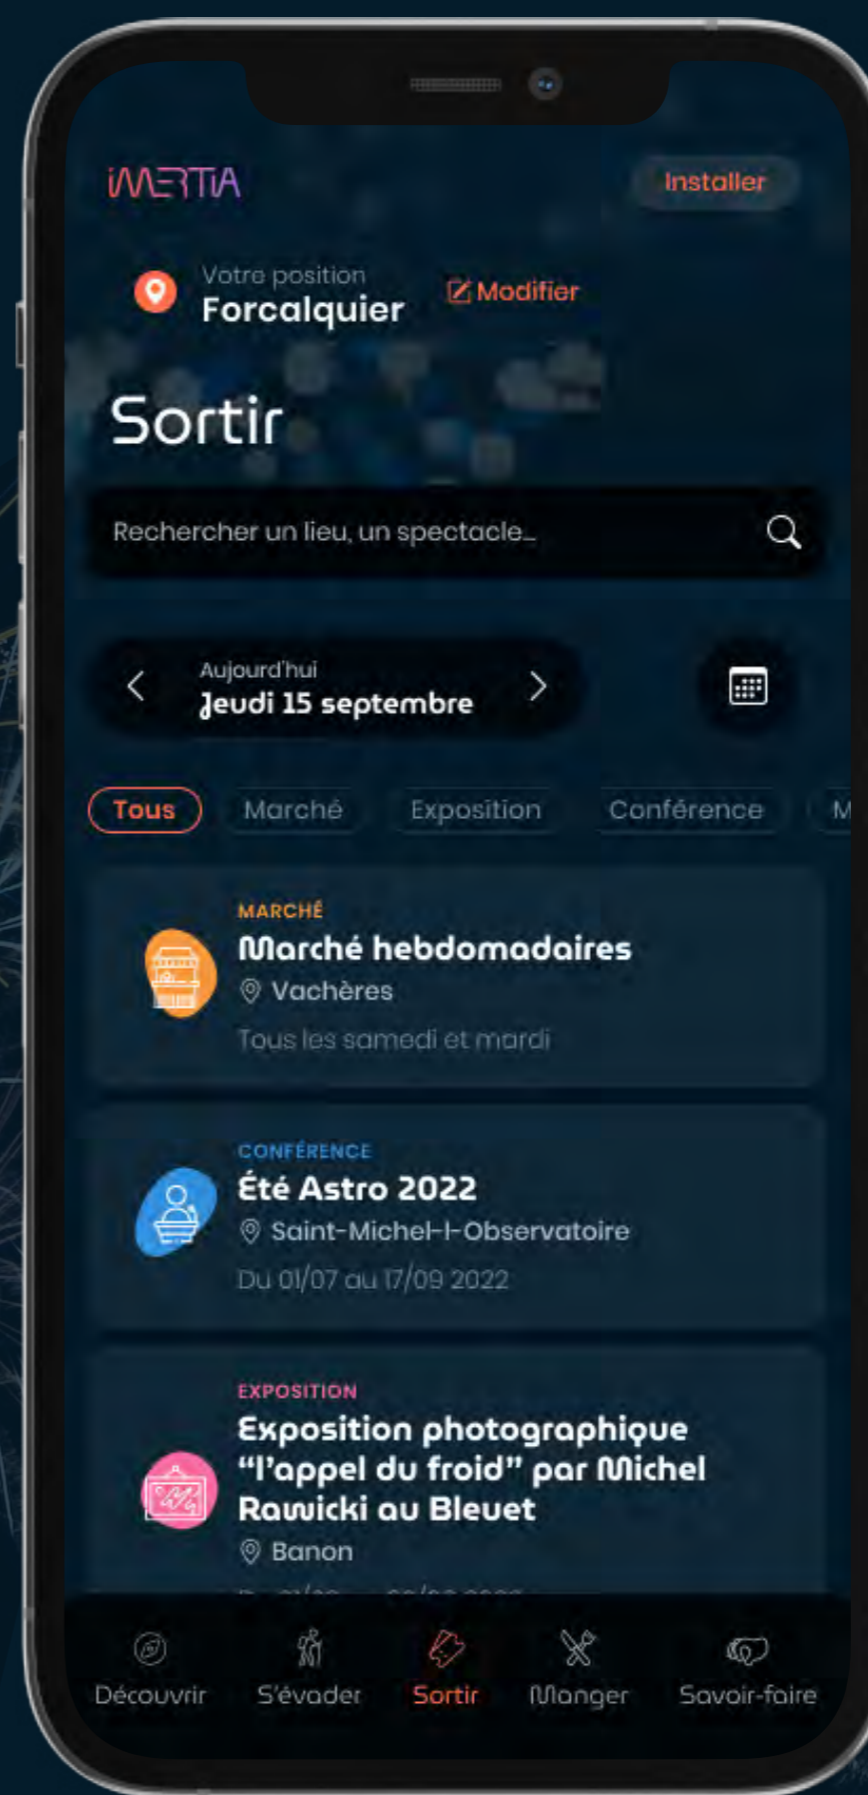 iNERTiA
Installer
Votre position
Forcalquier
Modifier
Sortir
Rechercher un lieu, un spectacle...
Aujourd'hui
Jeudi 15 septembre
Tous
Marché
Exposition
Conférence
M
MARCHÉ
Marché hebdomadaires
Vachères
Tous les samedi et mardi
CONFÉRENCE
Été Astro 2022
Saint-Michel-l-Observatoire
Du 01/07 au 17/09 2022
EXPOSITION
Exposition photographique
“l'appel du froid” par Michel
Rawicki au Bleuet
Banon
Découvrir
S'évader
Sortir
Manger
Savoir-faire